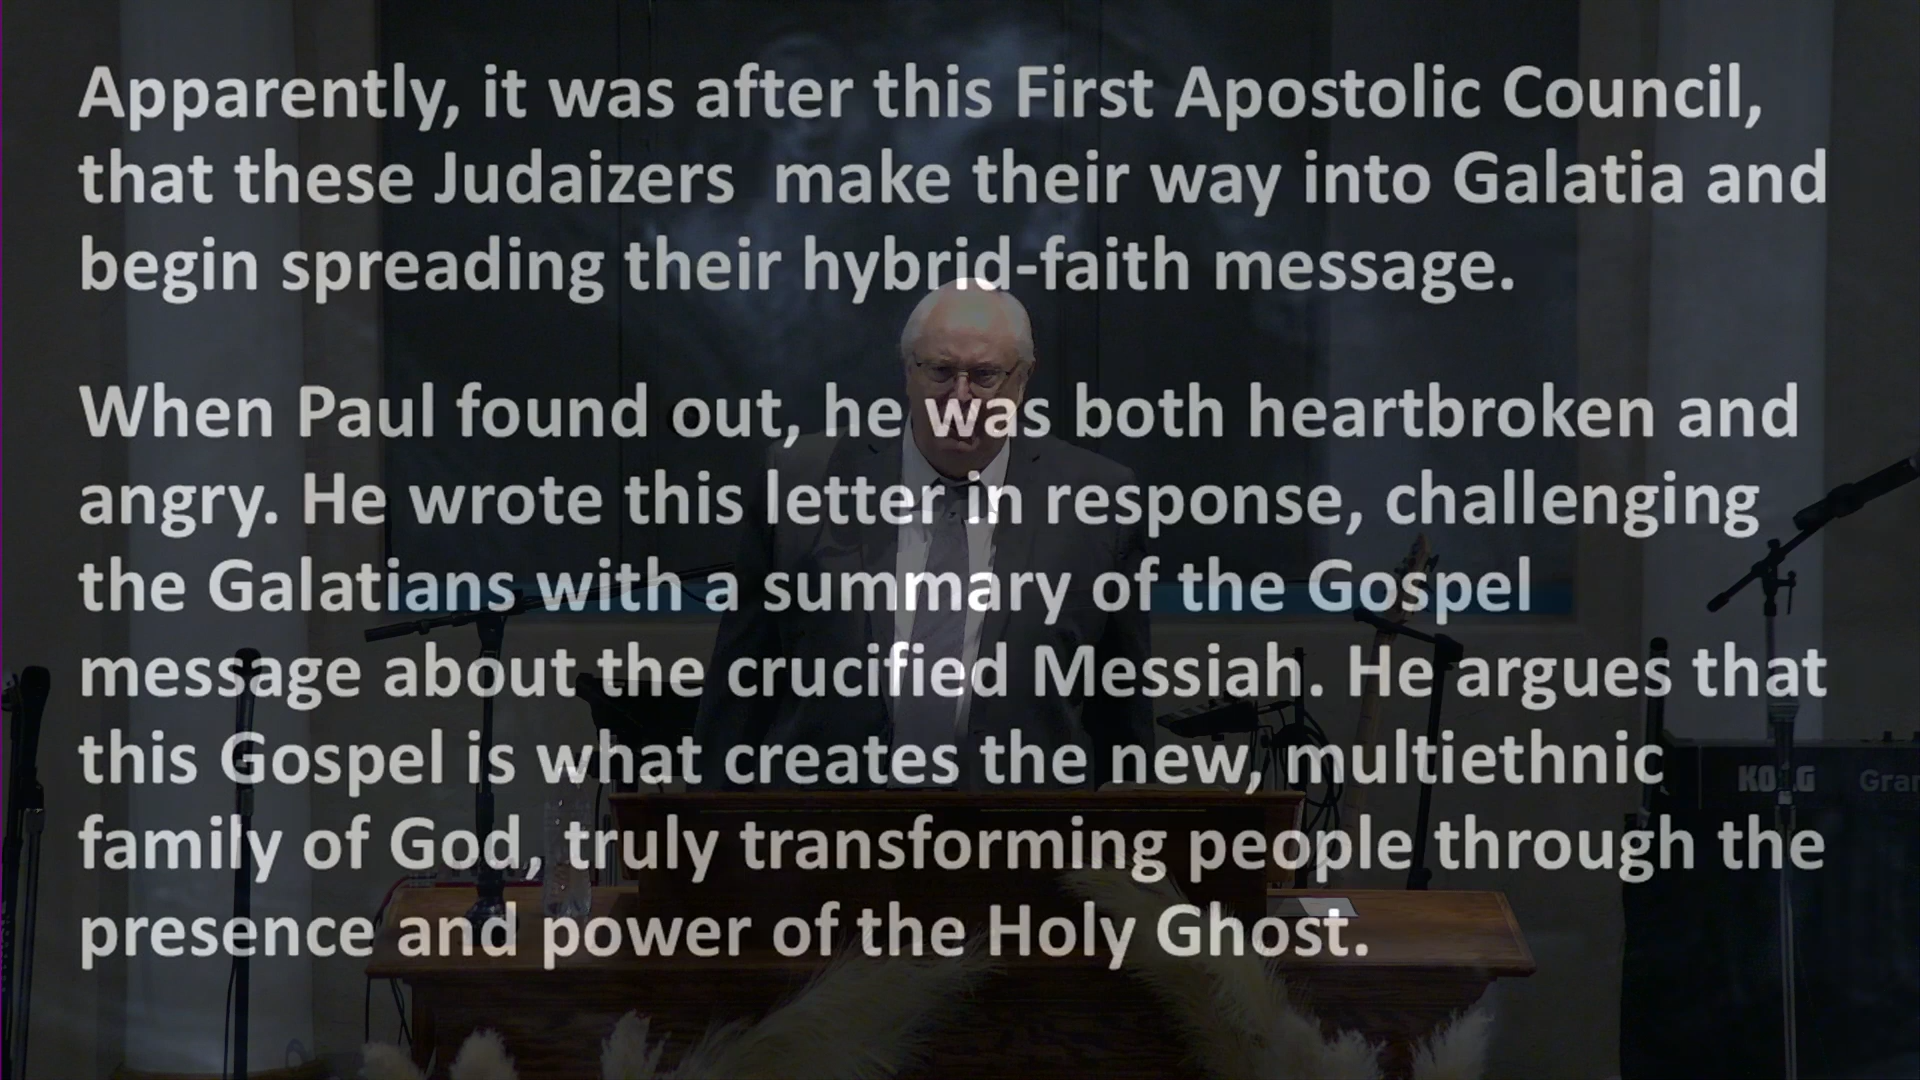 Apparently, it was after this First Apostolic Council,
that these Judaizers  make their way into Galatia and
begin spreading their hybrid-faith message.
When Paul found out, he was both heartbroken and
angry. He wrote this letter in response, challenging
the Galatians with a summary of the Gospel
message about the crucified Messiah. He argues that
this Gospel is what creates the new, multiethnic
family of God, truly transforming people through the
presence and power of the Holy Ghost.
KORG Gran